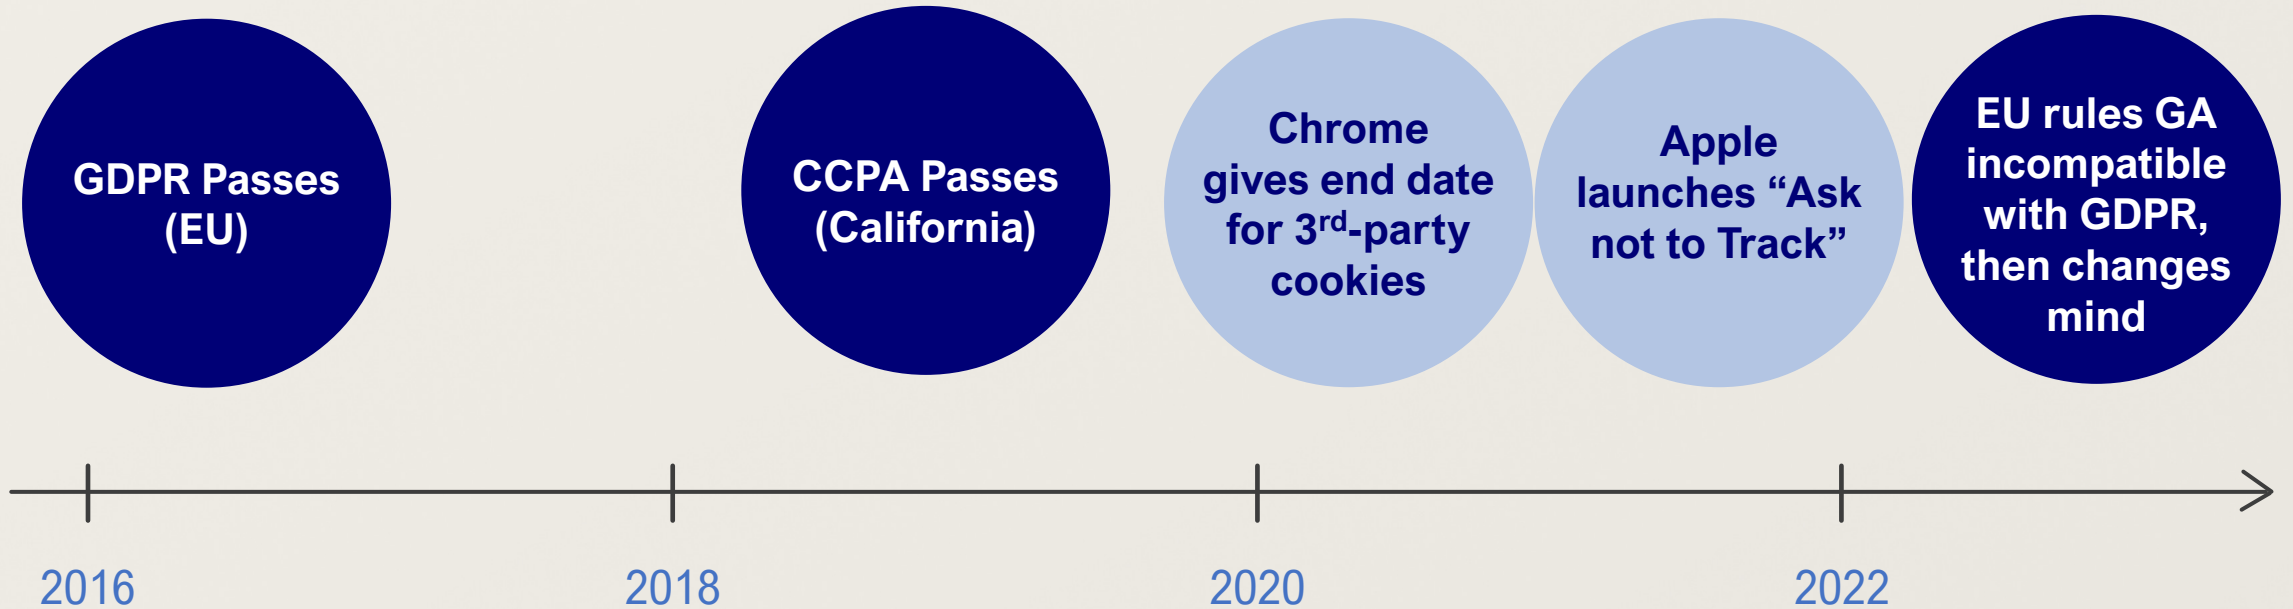 GDPR Passes
(EU)
CCPA Passes
(California)
Chrome
gives end date
for 3rd-party
cookies
Apple
launches “Ask
not to Track”
EU rules GA
incompatible
with GDPR,
then changes
mind
2016
2018
2020
2022